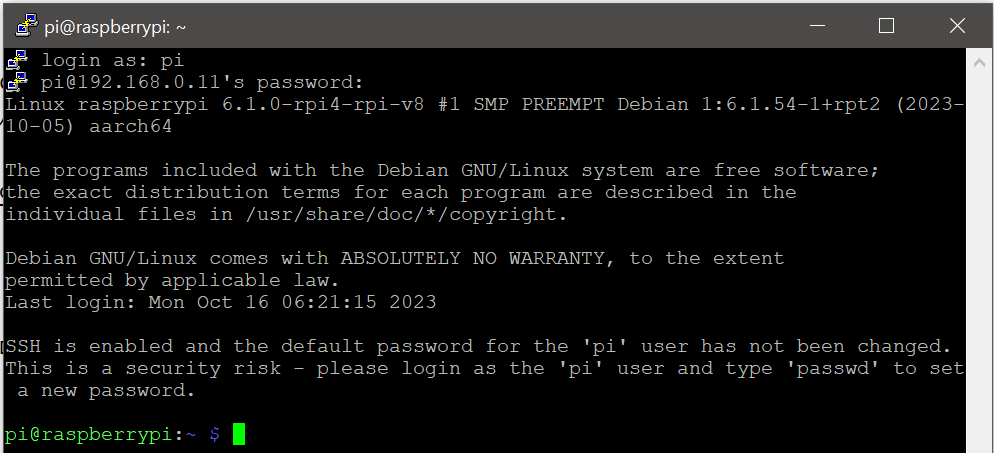 pi@raspberrypi: ~
login as: pi
pi@192.168.0.11's password:
Linux raspberrypi 6.1.0-rpi4-rpi-v8 #1 SMP PREEMPT Debian 1:6.1.54-1+rpt2 (2023-
10-05) aarch64
The programs included with the Debian GNU/Linux system are free software;
the exact distribution terms for each program are described in the
individual files in /usr/share/doc/*/copyright.
Debian GNU/Linux comes with ABSOLUTELY NO WARRANTY, to the extent
permitted by applicable law.
Last login: Mon Oct 16 06:21:15 2023
SSH is enabled and the default password for the 'pi' user has not been changed.
This is a security risk - please login as the 'pi' user and type 'passwd' to set
a new password.
pi@raspberrypi:~ $